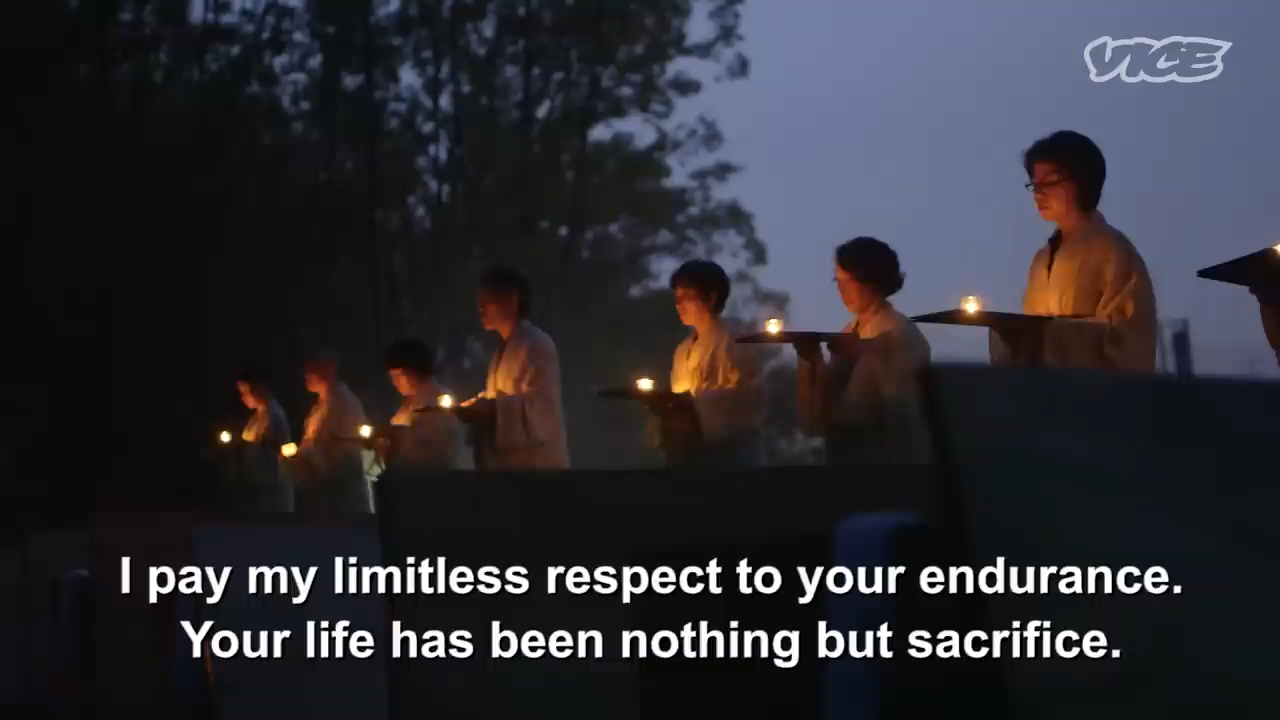 VICE
I pay my limitless respect to your endurance.
Your life has been nothing but sacrifice.